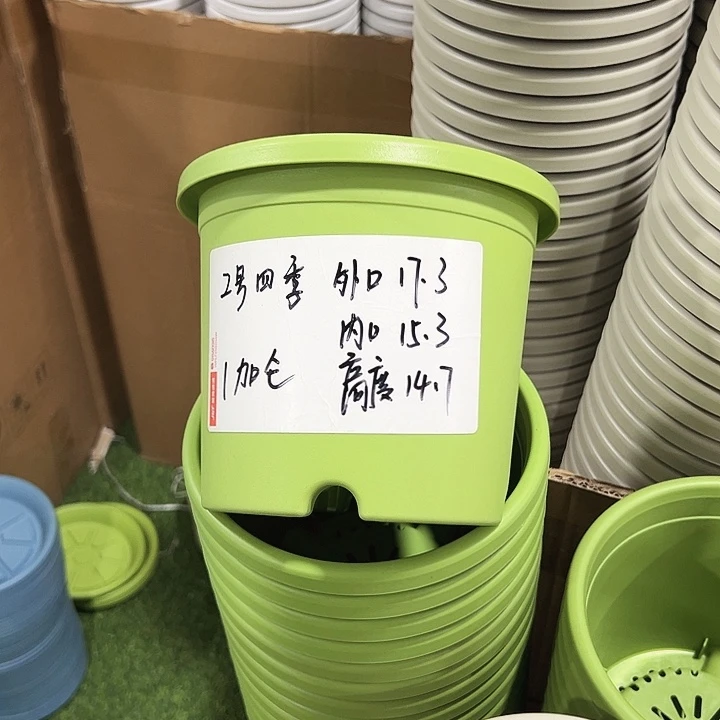 2号四季 外口 17.3
内口 15.3
1加仑 高度 14.7